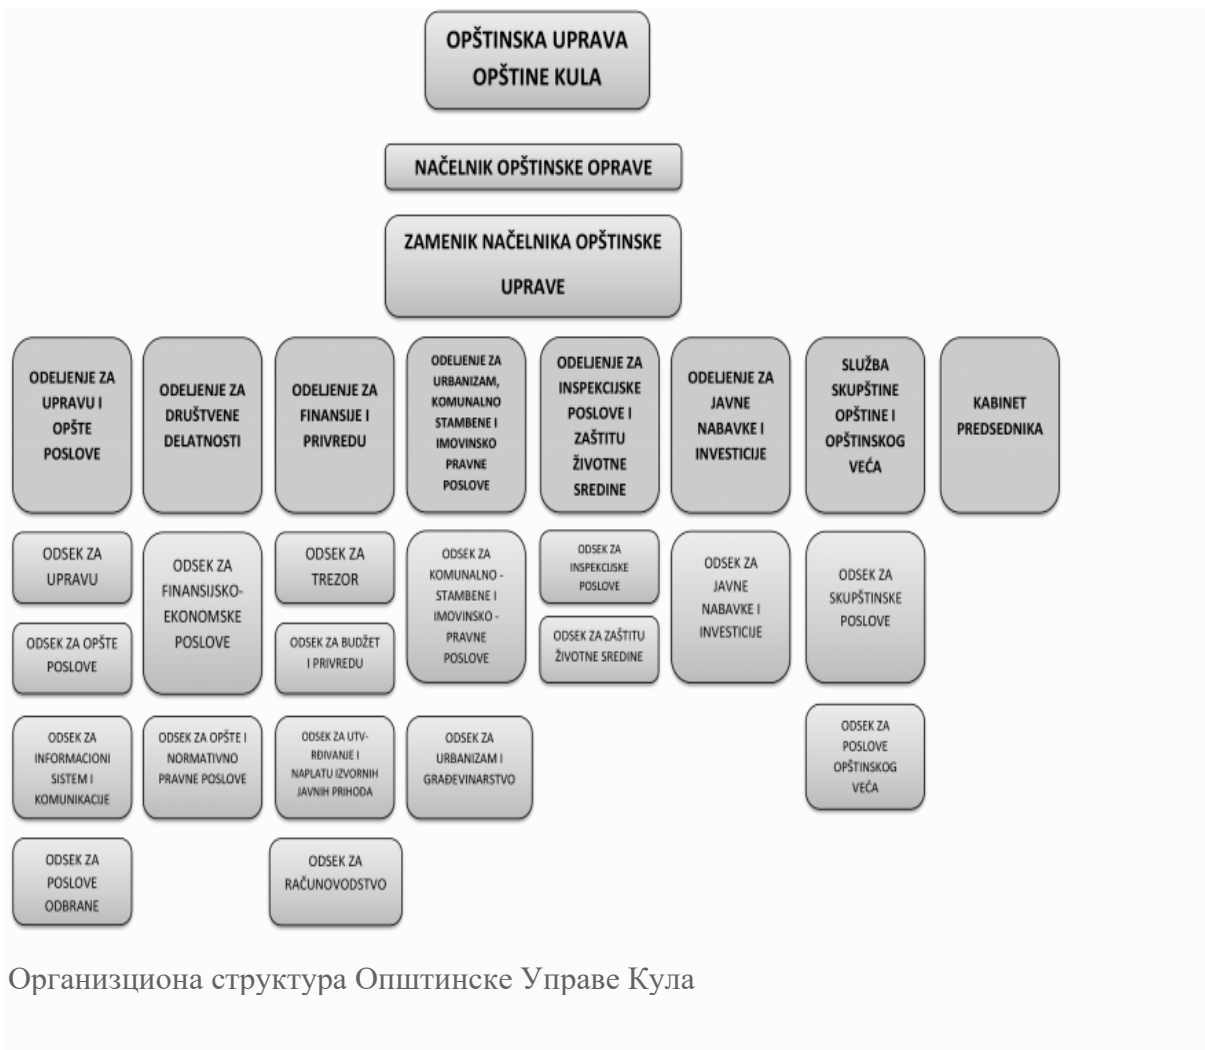 OPŠTINSKA UPRAVA
OPŠTINE KULA
NAČELNIK OPŠTINSKE OPRAVE
ZAMENIK NAČELNIKA OPŠTINSKE
UPRAVE
ODELJENJE ZA
UPRAVU I
OPŠTE
POSLOVE
ODELJENJE ZA
DRUŠTVENE
DELATNOSTI
ODELJENJE ZA
FINANSIJE I
PRIVREDU
ODELJENJE ZA
URBANIZAM,
KOMUNALNO
STAMBENE I
IMOVINSKO
PRAVNE
POSLOVE
ODELJENJE ZA
INSPEKCIJSKE
POSLOVE I
ZAŠTITU
ŽIVOTNE
SREDINE
ODELJENJE ZA
JAVNE
NABAVKE I
INVESTICIJE
SLUŽBA
SKUPŠTINE
OPŠTINE I
OPŠTINSKOG
VEĆA
KABINET
PREDSEDNIKA
ODSEK ZA
UPRAVU
ODSEK ZA
FINANSIJSKO-
EKONOMSKE
POSLOVE
ODSEK ZA
TREZOR
ODSEK ZA
KOMUNALNO -
STAMBENE I
IMOVINSKO -
PRAVNE
POSLOVE
ODSEK ZA
INSPEKCIJSKE
POSLOVE
ODSEK ZA
JAVNE
NABAVKE I
INVESTICIJE
ODSEK ZA
SKUPŠTINSKE
POSLOVE
ODSEK ZA OPŠTE
POSLOVE
ODSEK ZA BUDŽET
I PRIVREDU
ODSEK ZA ZAŠTITU
ŽIVOTNE SREDINE
ODSEK ZA
INFORMACIONI
SISTEM I
KOMUNIKACIJE
ODSEK ZA OPŠTE I
NORMATIVNO
PRAVNE POSLOVE
ODSEK ZA UTV-
RĐIVANJE I
NAPLATU IZVORNIH
JAVNIH PRIHODA
ODSEK ZA
URBANIZAM I
GRAĐEVINARSTVO
ODSEK ZA
POSLOVE
OPŠTINSKOG
VEĆA
ODSEK ZA
POSLOVE
ODBRANE
ODSEK ZA
RAČUNOVODSTVO
Организциона структура Општинске Управе Кула